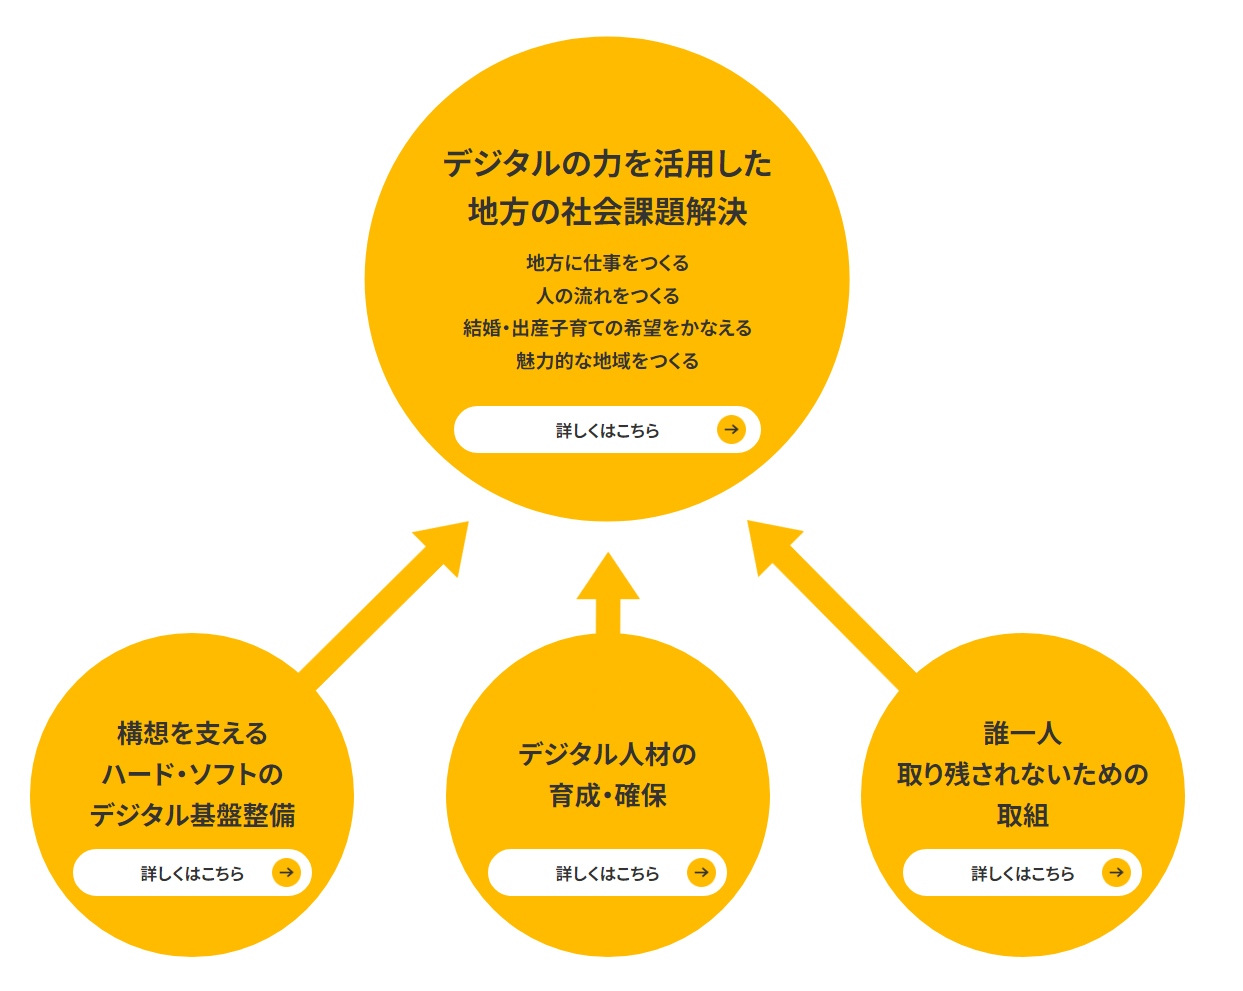 デジタルの力を活用した
地方の社会課題解決
地方に仕事をつくる
人の流れをつくる
結婚・出産子育ての希望をかなえる
魅力的な地域をつくる
詳しくはこちら
構想を支える
ハード・ソフトの
デジタル基盤整備
詳しくはこちら
デジタル人材の
育成・確保
詳しくはこちら
誰一人
取り残されないための
取組
詳しくはこちら